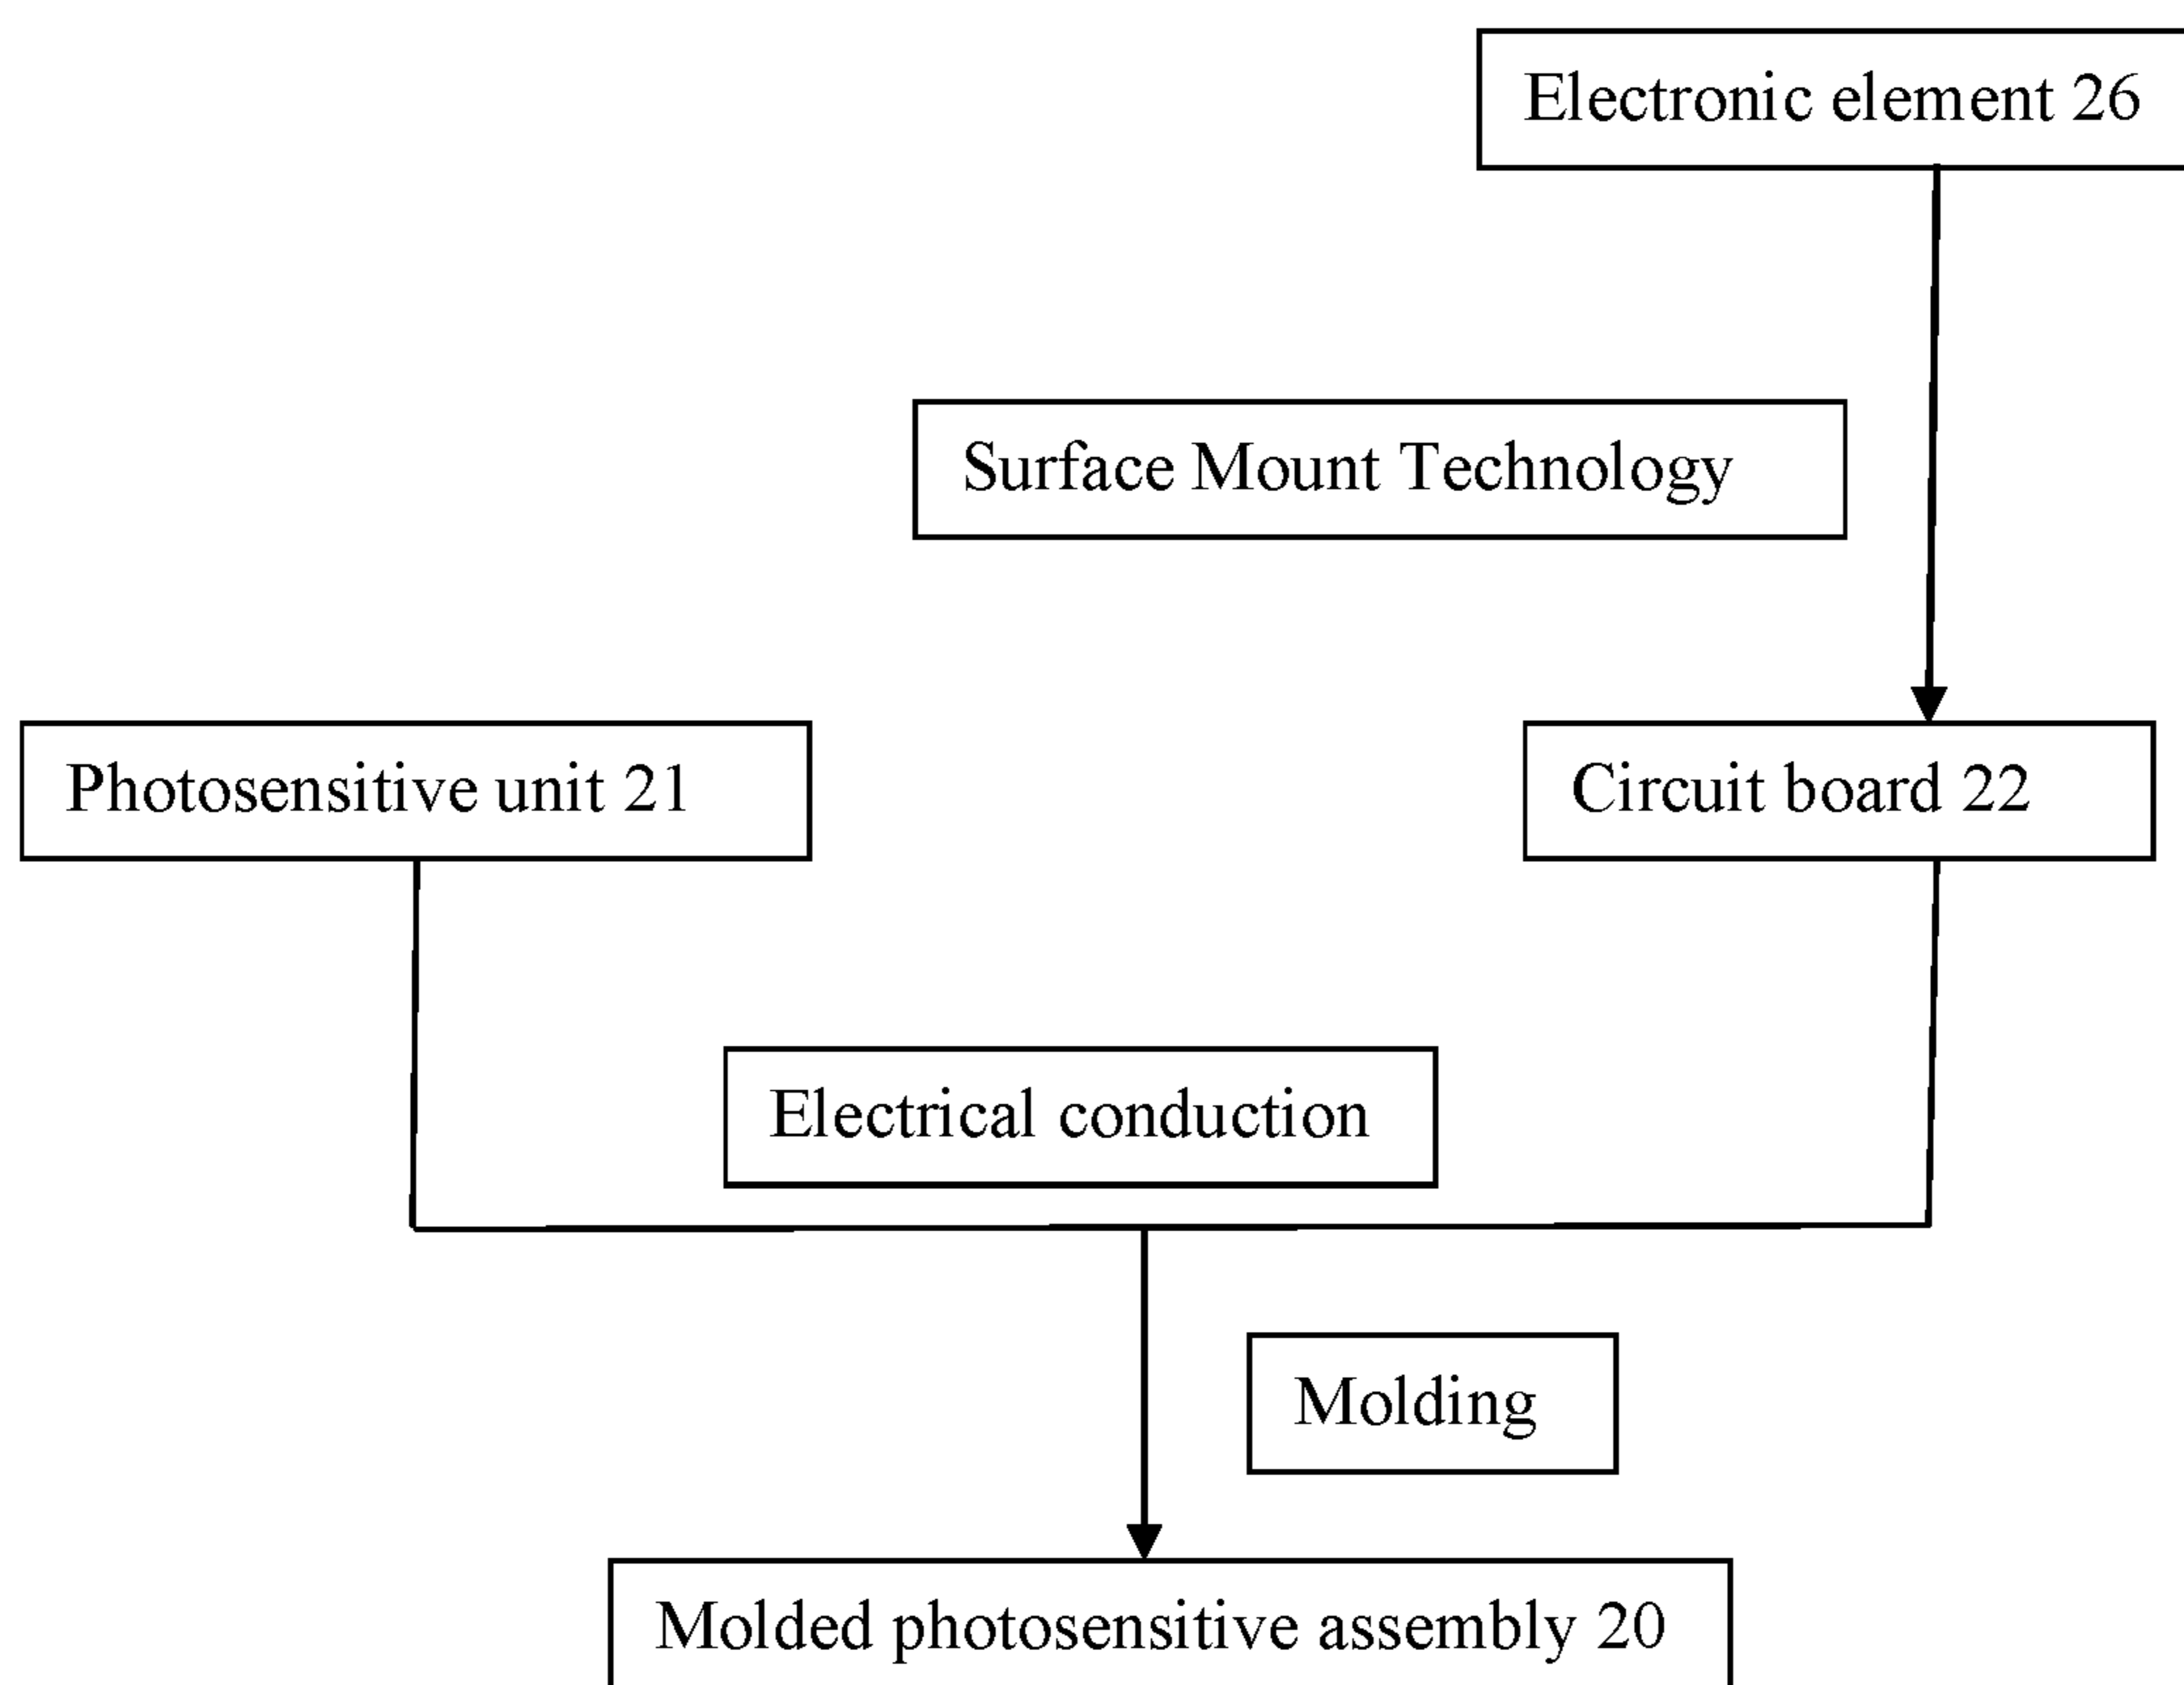 Electronic element 26
Surface Mount Technology
Photosensitive unit 21
Circuit board 22
Electrical conduction
Molding
Molded photosensitive assembly 20